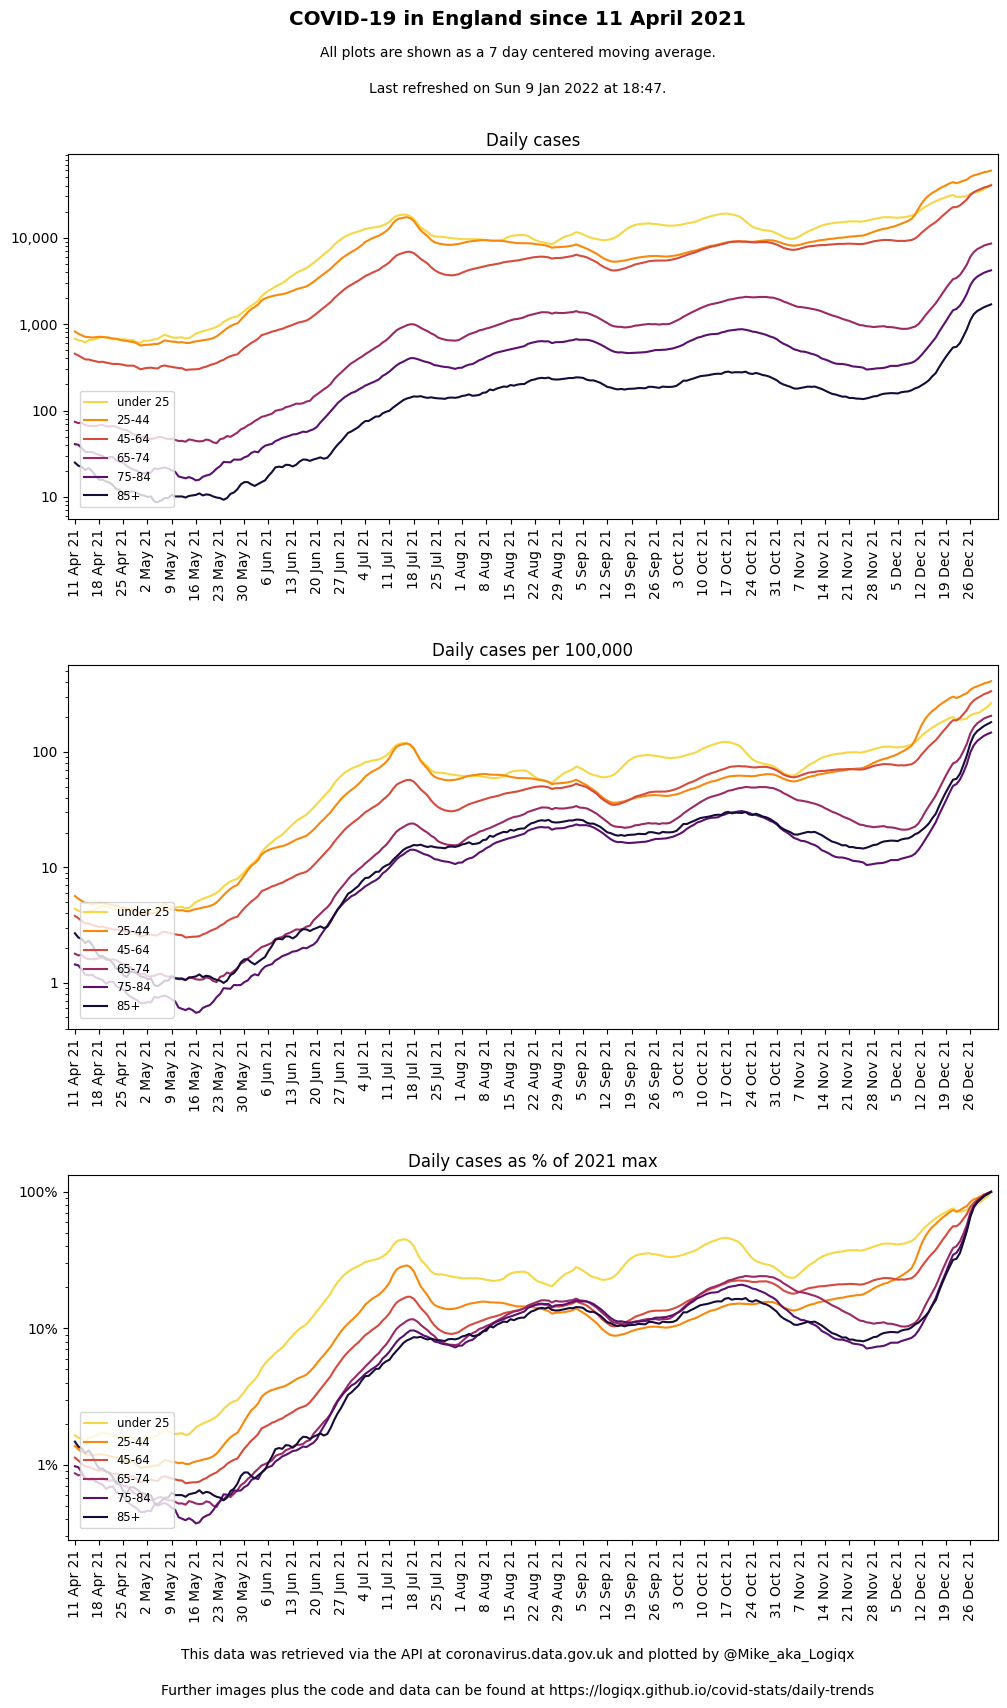 COVID-19 in England since 11 April 2021
All plots are shown as a 7 day centered moving average.
Last refreshed on Sun 9 Jan 2022 at 18:47.
Daily cases
10,000
1,000
100
10
under 25
25-44
45-64
65-74
75-84
85+
11 Apr 21
18 Apr 21
25 Apr 21
2 May 21
9 May 21
16 May 21
23 May 21
30 May 21
6 Jun 21
13 Jun 21
20 Jun 21
27 Jun 21
4 Jul 21
11 Jul 21
18 Jul 21
25 Jul 21
1 Aug 21
8 Aug 21
15 Aug 21
22 Aug 21
29 Aug 21
5 Sep 21
12 Sep 21
19 Sep 21
26 Sep 21
3 Oct 21
10 Oct 21
17 Oct 21
24 Oct 21
31 Oct 21
7 Nov 21
14 Nov 21
21 Nov 21
28 Nov 21
5 Dec 21
12 Dec 21
19 Dec 21
26 Dec 21
Daily cases per 100,000
100
10
1
under 25
25-44
45-64
65-74
75-84
85+
11 Apr 21
18 Apr 21
25 Apr 21
2 May 21
9 May 21
16 May 21
23 May 21
30 May 21
6 Jun 21
13 Jun 21
20 Jun 21
27 Jun 21
4 Jul 21
11 Jul 21
18 Jul 21
25 Jul 21
1 Aug 21
8 Aug 21
15 Aug 21
22 Aug 21
29 Aug 21
5 Sep 21
12 Sep 21
19 Sep 21
26 Sep 21
3 Oct 21
10 Oct 21
17 Oct 21
24 Oct 21
31 Oct 21
7 Nov 21
14 Nov 21
21 Nov 21
28 Nov 21
5 Dec 21
12 Dec 21
19 Dec 21
26 Dec 21
Daily cases as % of 2021 max
100%
10%
1%
under 25
25-44
45-64
65-74
75-84
85+
11 Apr 21
18 Apr 21
25 Apr 21
2 May 21
9 May 21
16 May 21
23 May 21
30 May 21
6 Jun 21
13 Jun 21
20 Jun 21
27 Jun 21
4 Jul 21
11 Jul 21
18 Jul 21
25 Jul 21
1 Aug 21
8 Aug 21
15 Aug 21
22 Aug 21
29 Aug 21
5 Sep 21
12 Sep 21
19 Sep 21
26 Sep 21
3 Oct 21
10 Oct 21
17 Oct 21
24 Oct 21
31 Oct 21
7 Nov 21
14 Nov 21
21 Nov 21
28 Nov 21
5 Dec 21
12 Dec 21
19 Dec 21
26 Dec 21
This data was retrieved via the API at coronavirus.data.gov.uk and plotted by @Mike_aka_Logiqx
Further images plus the code and data can be found at https://logiqx.github.io/covid-stats/daily-trends